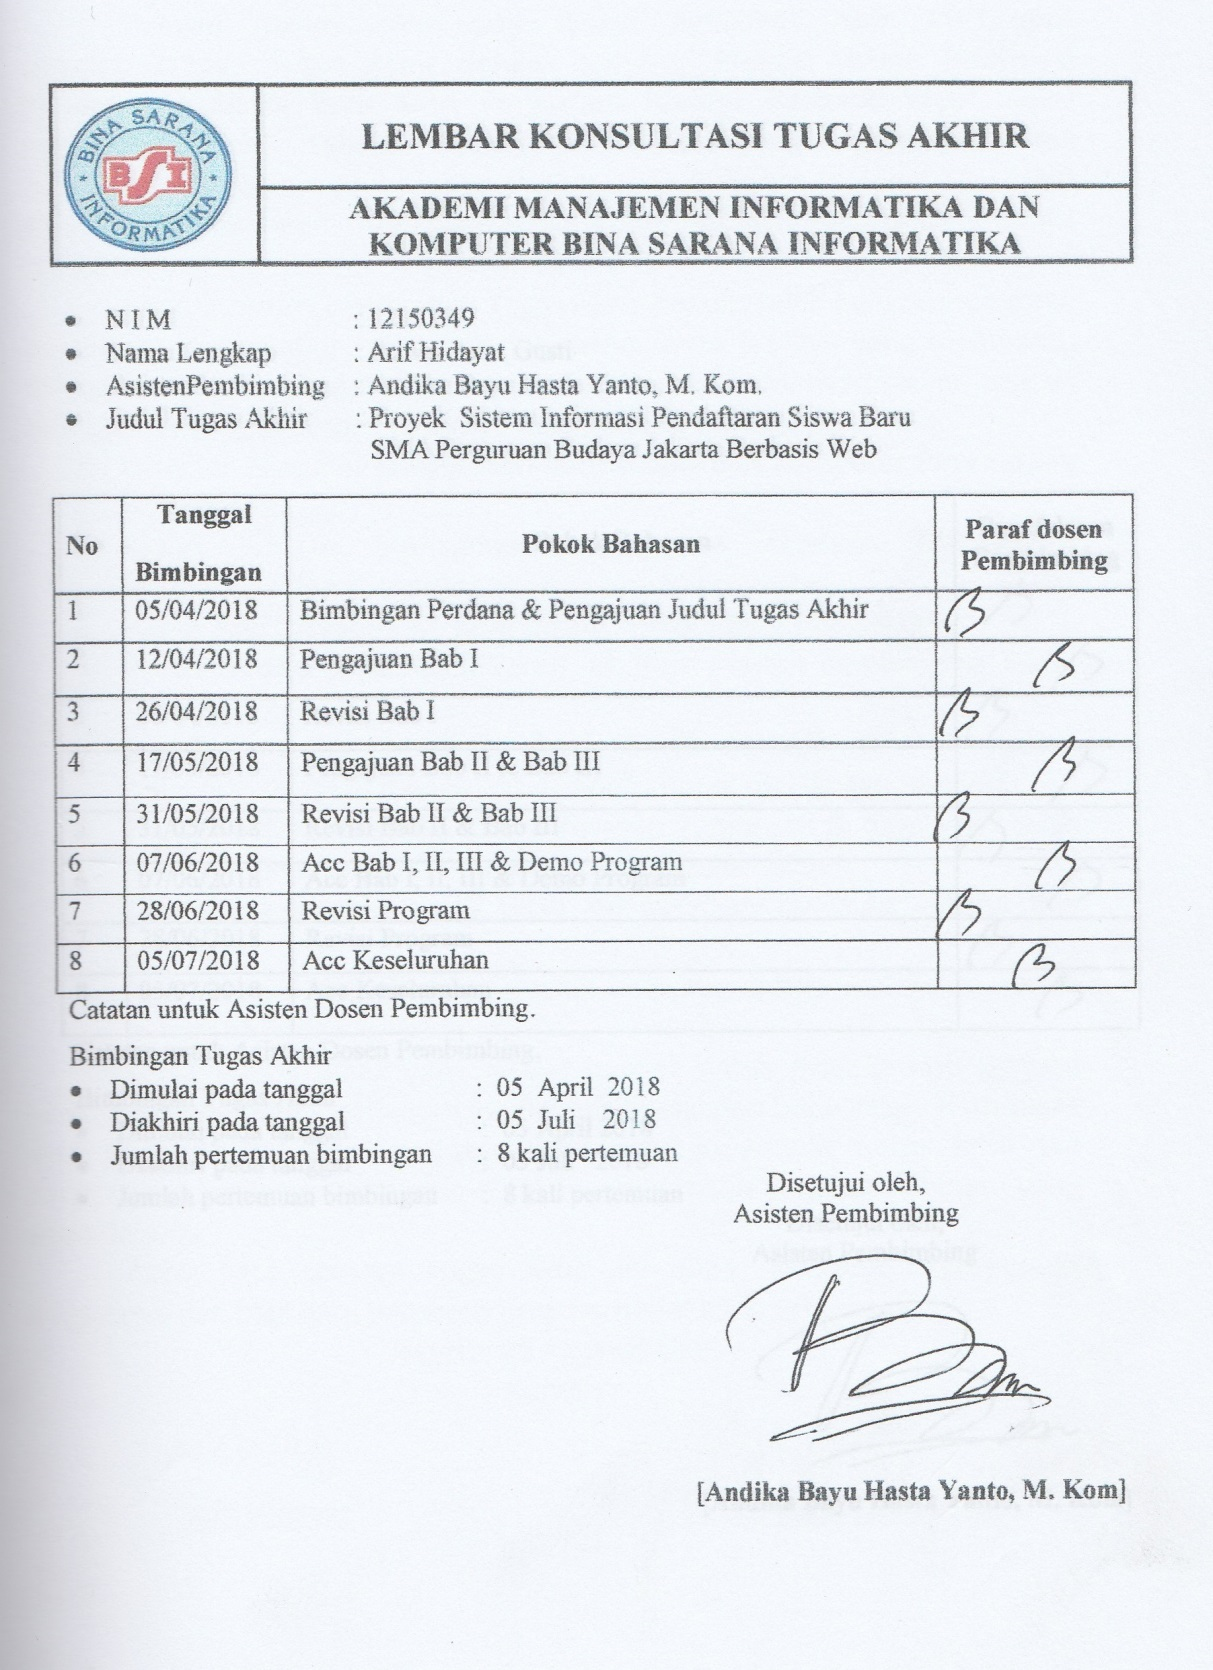 BINA SARANA
BSI
INFORMATIKA
LEMBAR KONSULTASI TUGAS AKHIR
AKADEMI MANAJEMEN INFORMATIKA DAN
KOMPUTER BINA SARANA INFORMATIKA
• N I M : 12150349
• Nama Lengkap : Arif Hidayat
• AsistenPembimbing : Andika Bayu Hasta Yanto, M. Kom.
• Judul Tugas Akhir : Proyek Sistem Informasi Pendaftaran Siswa Baru
SMA Perguruan Budaya Jakarta Berbasis Web
No Tanggal Bimbingan Pokok Bahasan Paraf dosen Pembimbing
1 05/04/2018 Bimbingan Perdana & Pengajuan Judul Tugas Akhir
2 12/04/2018 Pengajuan Bab I
3 26/04/2018 Revisi Bab I
4 17/05/2018 Pengajuan Bab II & Bab III
5 31/05/2018 Revisi Bab II & Bab III
6 07/06/2018 Acc Bab I, II, III & Demo Program
7 28/06/2018 Revisi Program
8 05/07/2018 Acc Keseluruhan
Catatan untuk Asisten Dosen Pembimbing.
Bimbingan Tugas Akhir
• Dimulai pada tanggal : 05 April 2018
• Diakhiri pada tanggal : 05 Juli 2018
• Jumlah pertemuan bimbingan : 8 kali pertemuan
Disetujui oleh,
Asisten Pembimbing
[Andika Bayu Hasta Yanto, M. Kom]